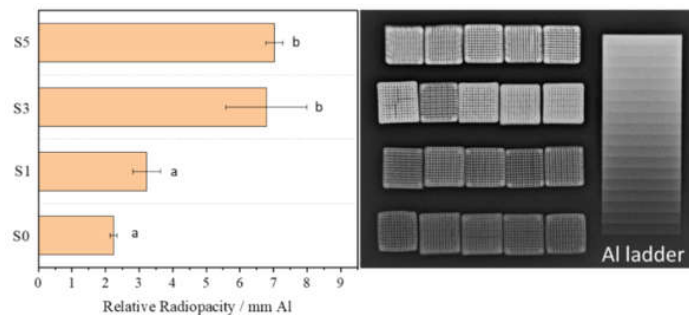 S5
b
S3
b
S1
a
S0
a
0 1 2 3 4 5 6 7 8 9
Relative Radiopacity / mm Al
Al ladder